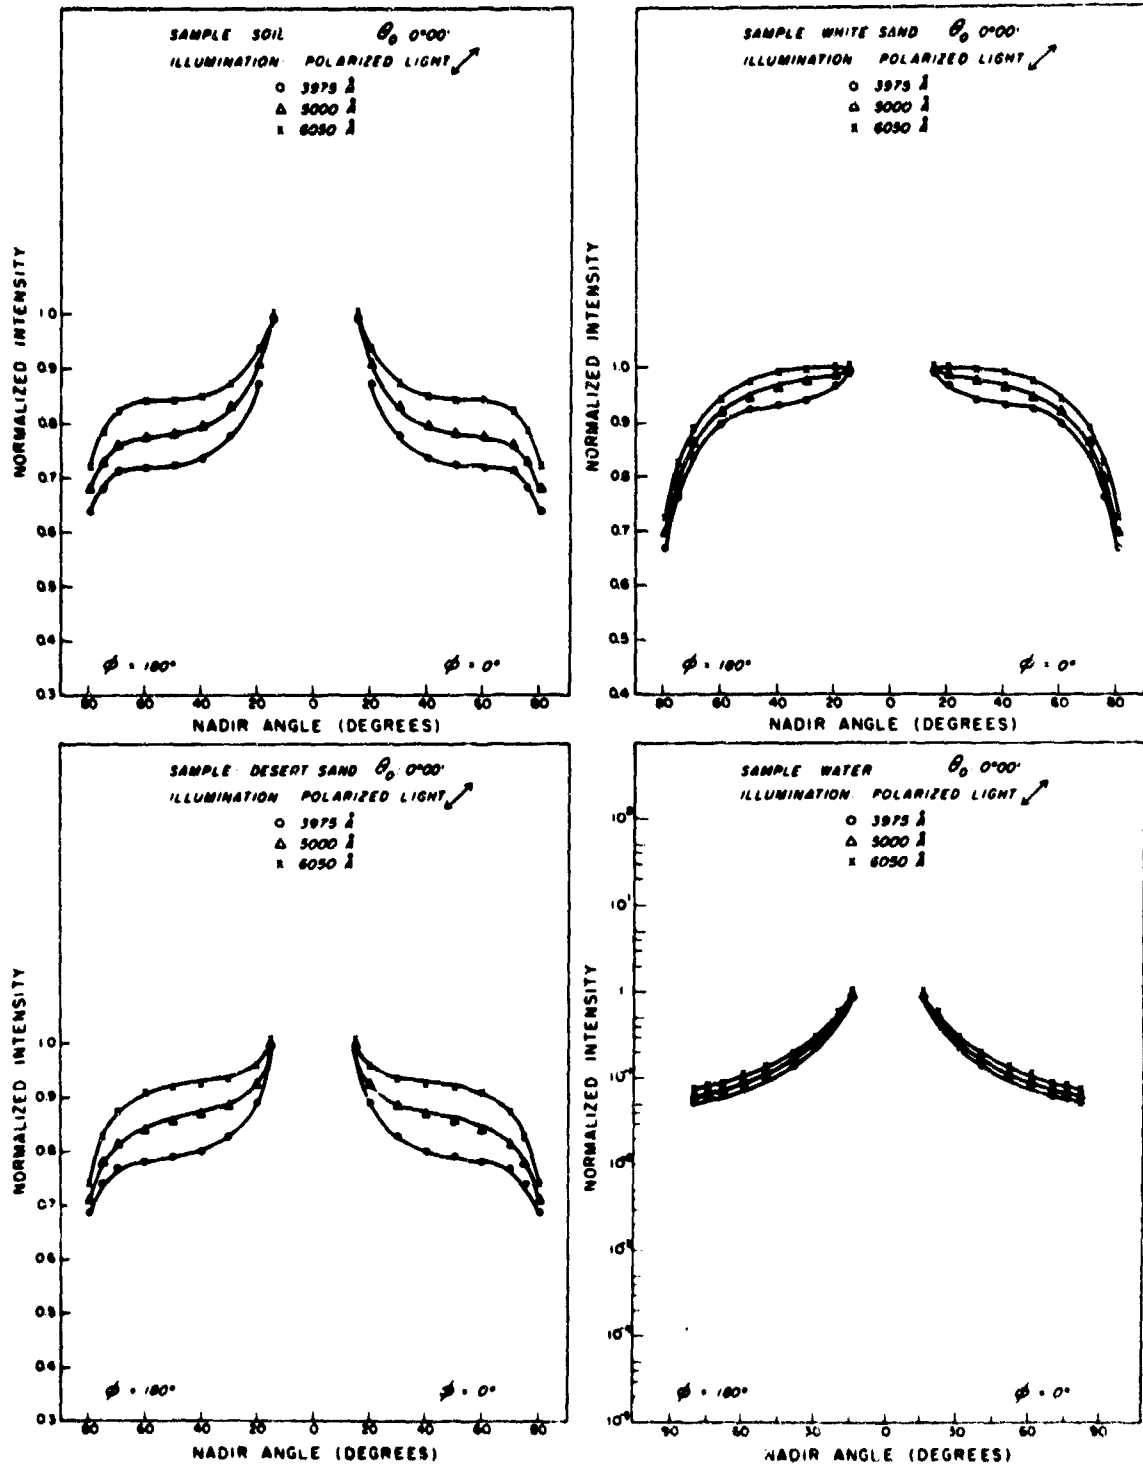 SAMPLE SOIL θ₀ 0°00'
ILLUMINATION: POLARIZED LIGHT
○ 3975 Å
△ 5000 Å
x 6050 Å
NORMALIZED INTENSITY
1.0
0.9
0.8
0.7
0.6
0.5
0.4
0.3
ϕ = 180°
ϕ = 0°
80 60 40 20 0 20 40 60 80
NADIR ANGLE (DEGREES)
SAMPLE WHITE SAND θ₀ 0°00'
ILLUMINATION: POLARIZED LIGHT
○ 3975 Å
△ 5000 Å
x 6050 Å
NORMALIZED INTENSITY
1.0
0.9
0.8
0.7
0.6
0.5
0.4
ϕ = 180°
ϕ = 0°
80 60 40 20 0 20 40 60 80
NADIR ANGLE (DEGREES)
SAMPLE: DESERT SAND θ₀: 0°00'
ILLUMINATION: POLARIZED LIGHT
○ 3975 Å
△ 5000 Å
x 6050 Å
NORMALIZED INTENSITY
1.0
0.9
0.8
0.7
0.6
0.5
0.4
0.3
ϕ = 180°
ϕ = 0°
80 60 40 20 0 20 40 60 80
NADIR ANGLE (DEGREES)
SAMPLE WATER θ₀ 0°00'
ILLUMINATION: POLARIZED LIGHT
○ 3975 Å
△ 5000 Å
x 6050 Å
NORMALIZED INTENSITY
10¹
1
ϕ = 180°
ϕ = 0°
90 60 30 0 30 60 90
NADIR ANGLE (DEGREES)